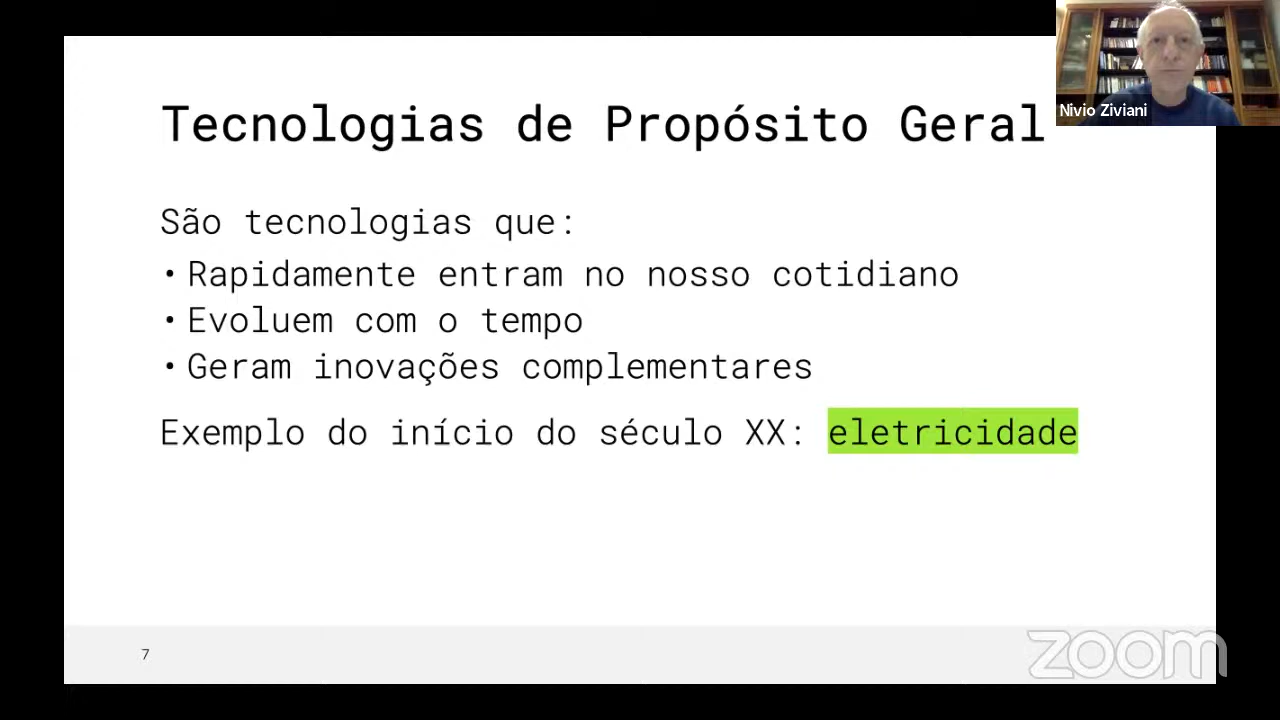 Tecnologias de Propósito Geral
Nivio Ziviani
São tecnologias que:
• Rapidamente entram no nosso cotidiano
• Evoluem com o tempo
• Geram inovações complementares
Exemplo do início do século XX: eletricidade
7
zoom